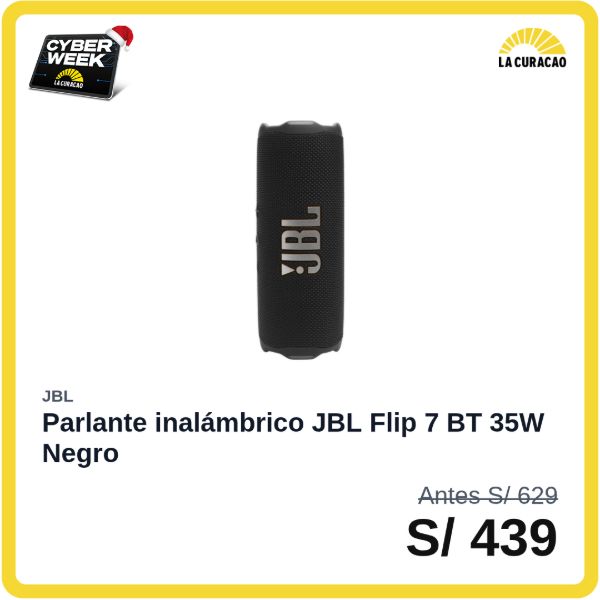 CYBER
WEEK
LA CURACAO
LA CURACAO
JBL
JBL
Parlante inalámbrico JBL Flip 7 BT 35W
Negro
Antes S/ 629
S/ 439